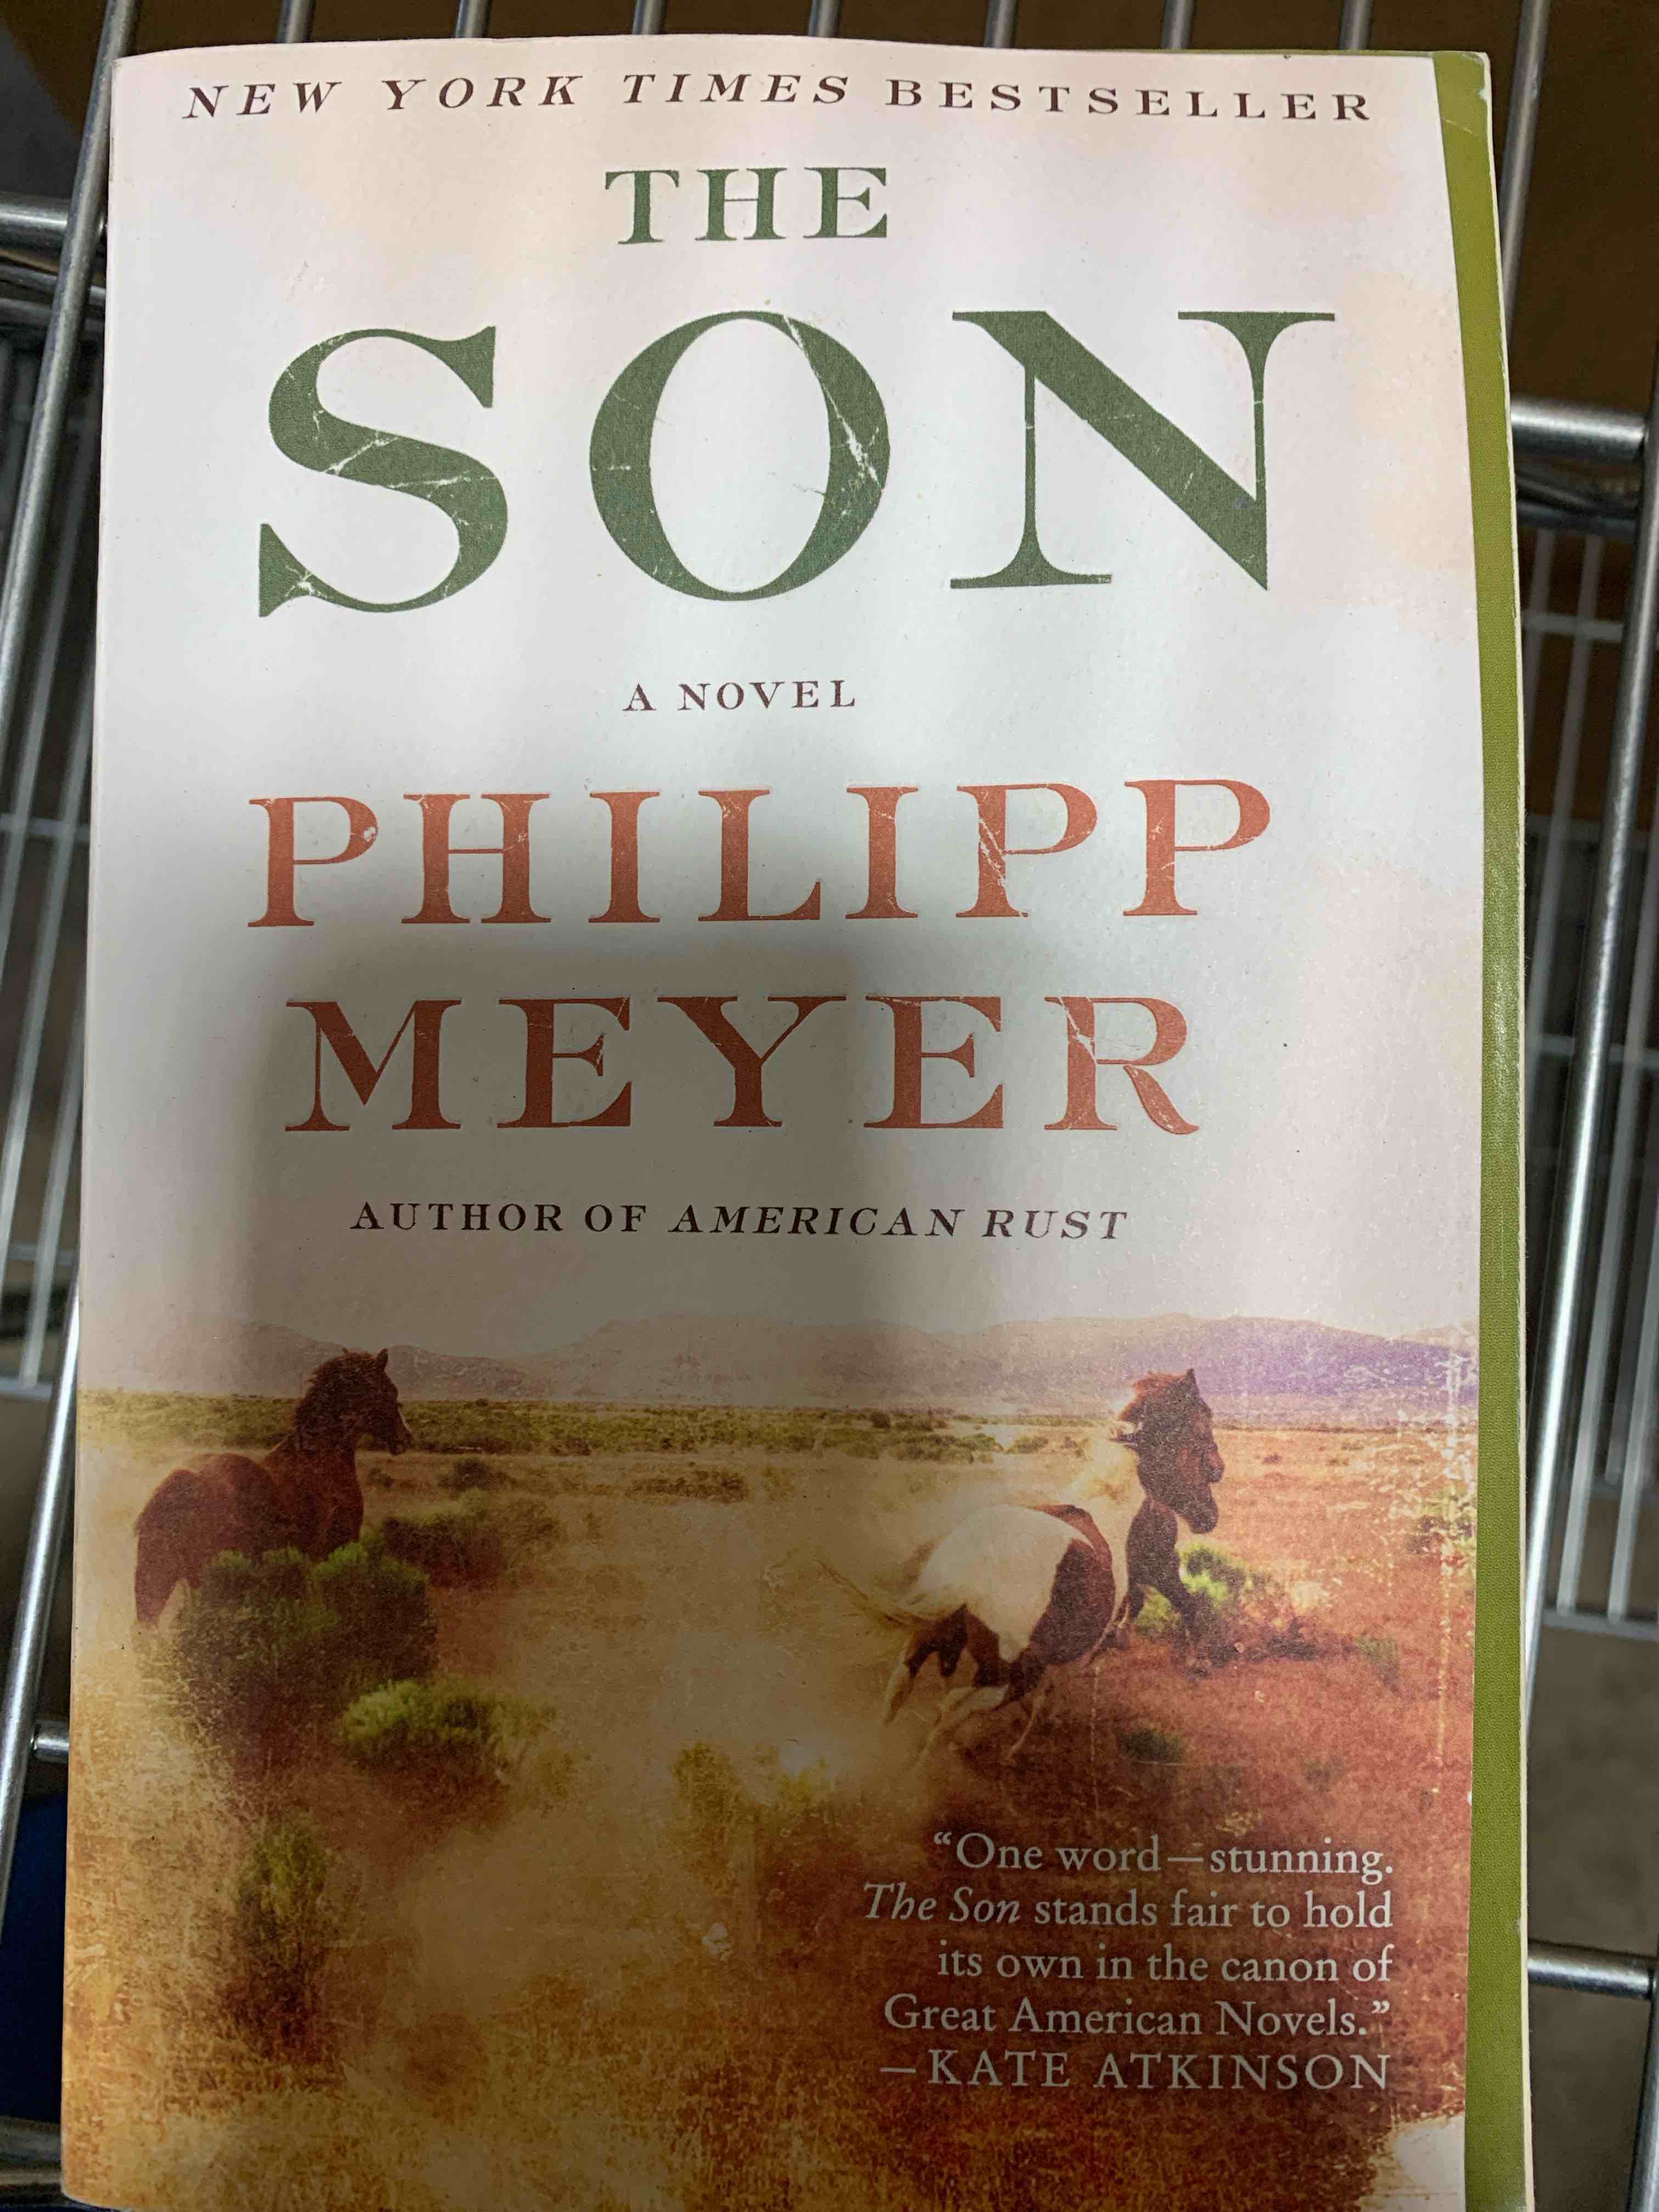 NEW YORK TIMES BESTSELLER
THE
SON
A NOVEL
PHILIPP
MEYER
AUTHOR OF AMERICAN RUST
“One word—stunning.
The Son stands fair to hold
its own in the canon of
Great American Novels.”
—KATE ATKINSON